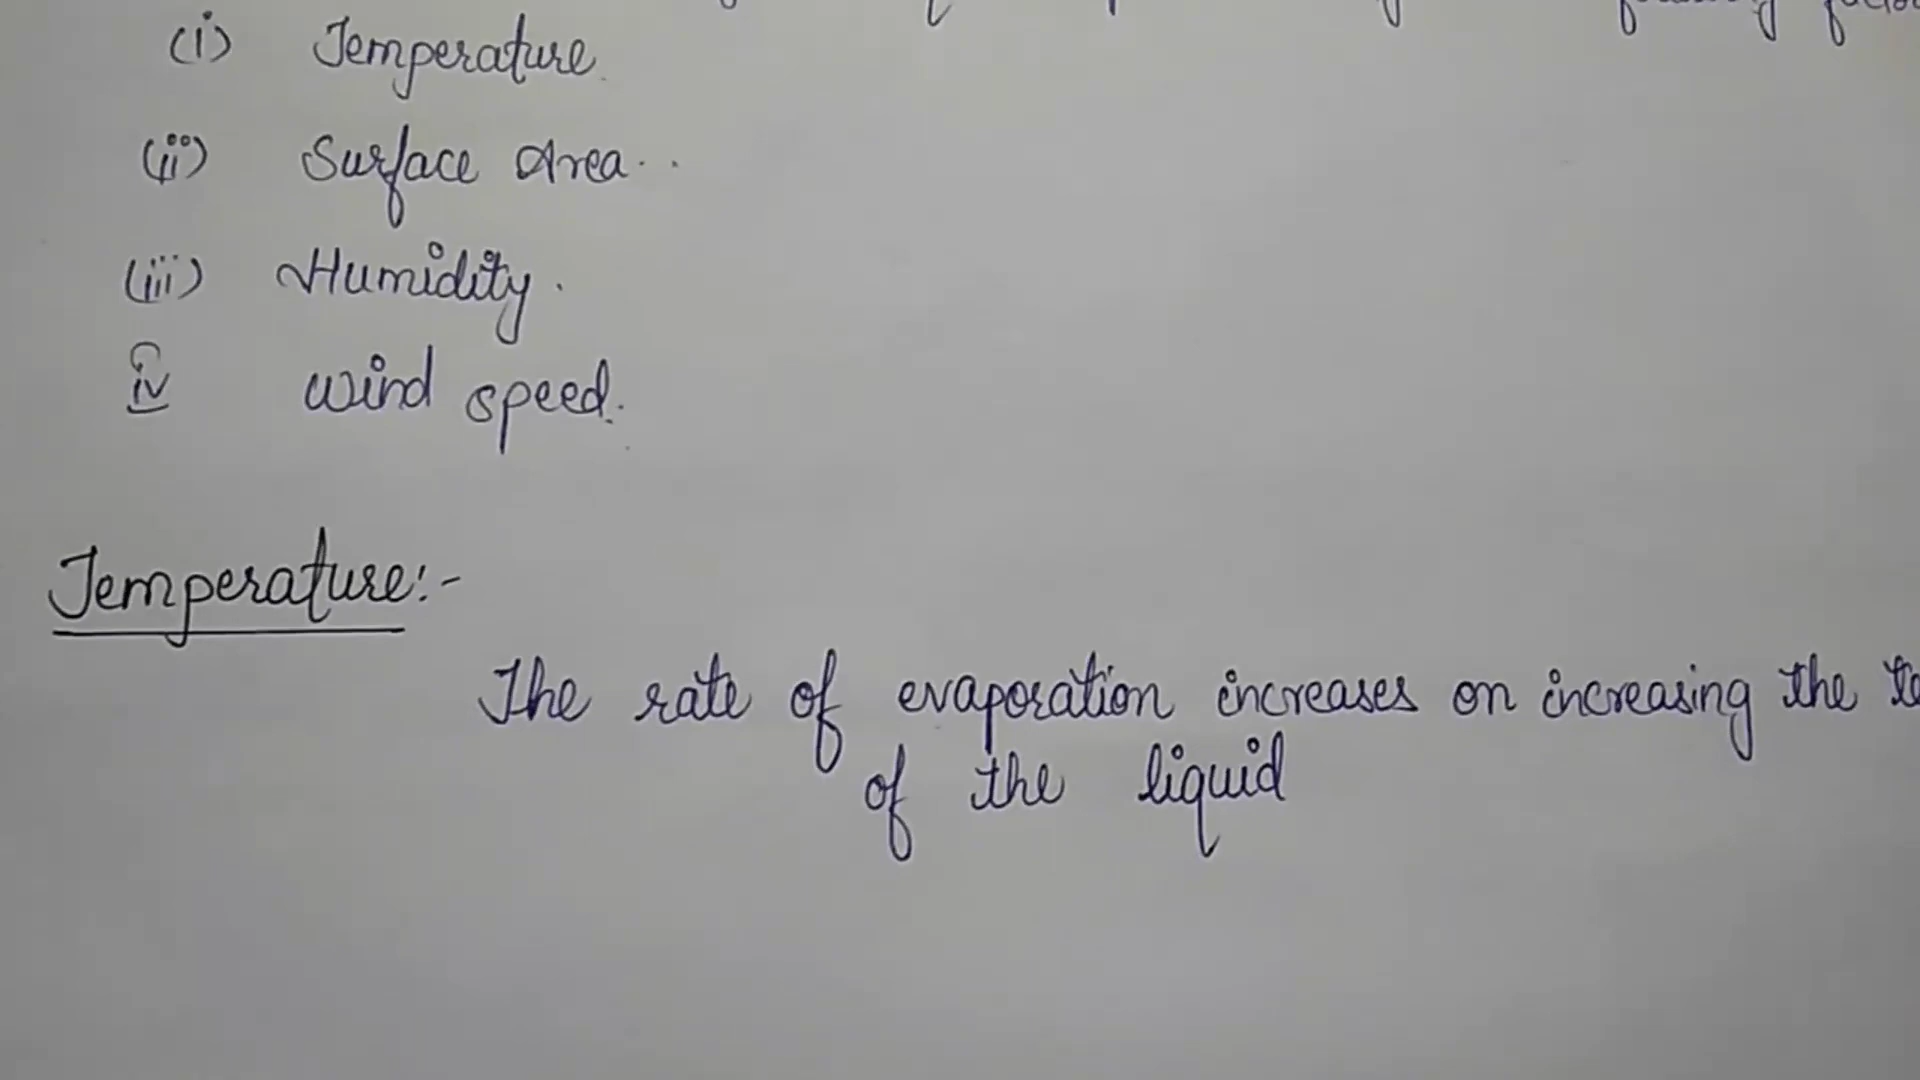 (i) Temperature.
(ii) Surface Area..
(iii) Humidity.
iv wind speed.
Temperature:-
The rate of evaporation increases on increasing the
of the liquid